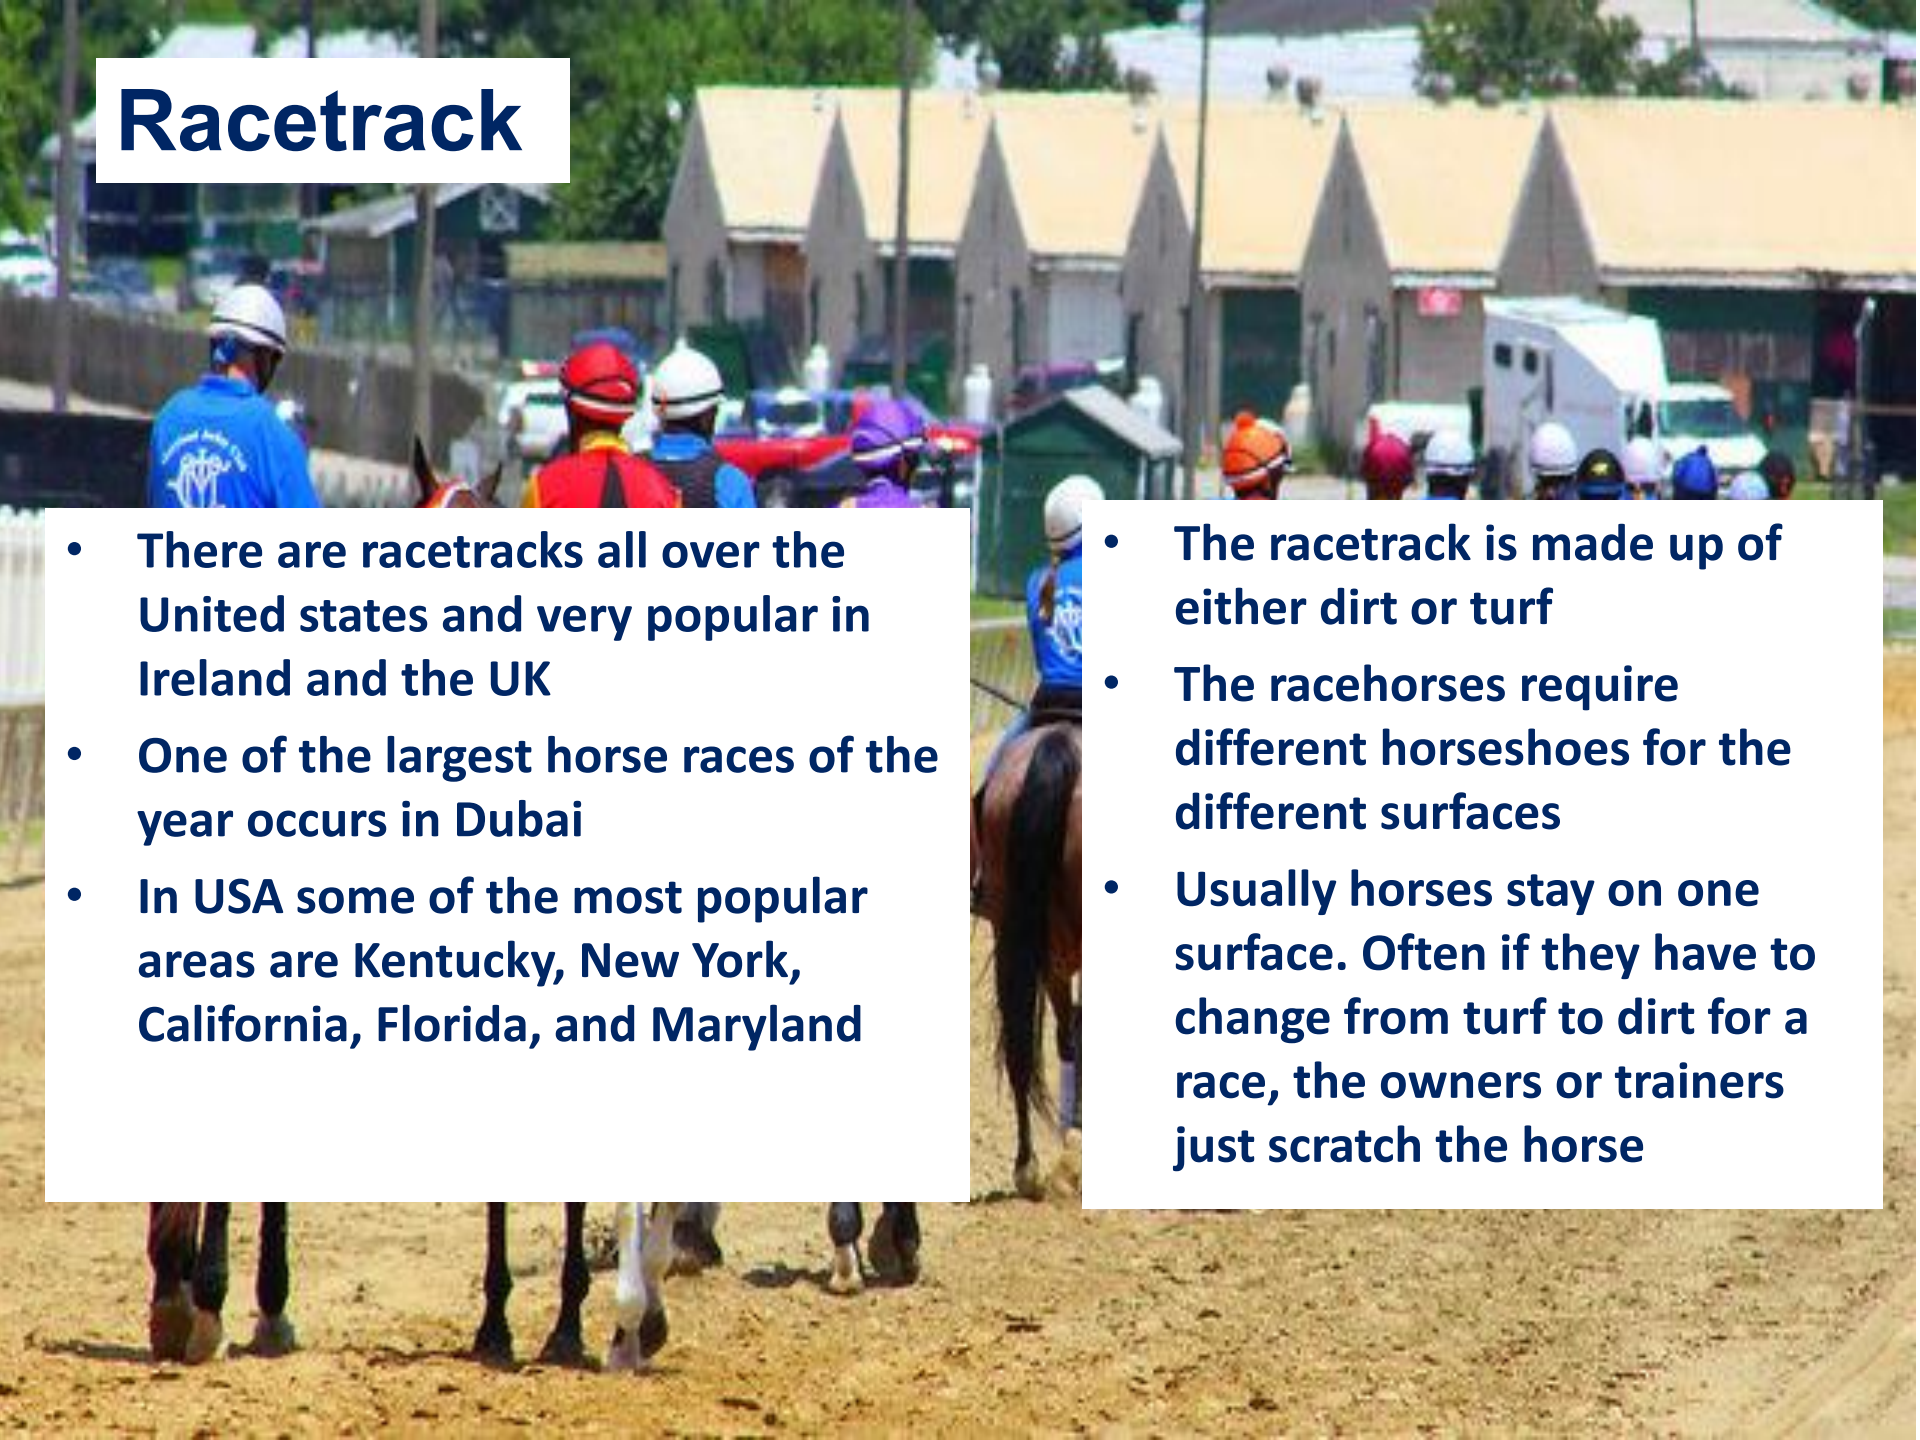 Racetrack
• There are racetracks all over the
United states and very popular in
Ireland and the UK
• One of the largest horse races of the
year occurs in Dubai
• In USA some of the most popular
areas are Kentucky, New York,
California, Florida, and Maryland
• The racetrack is made up of
either dirt or turf
• The racehorses require
different horseshoes for the
different surfaces
• Usually horses stay on one
surface. Often if they have to
change from turf to dirt for a
race, the owners or trainers
just scratch the horse